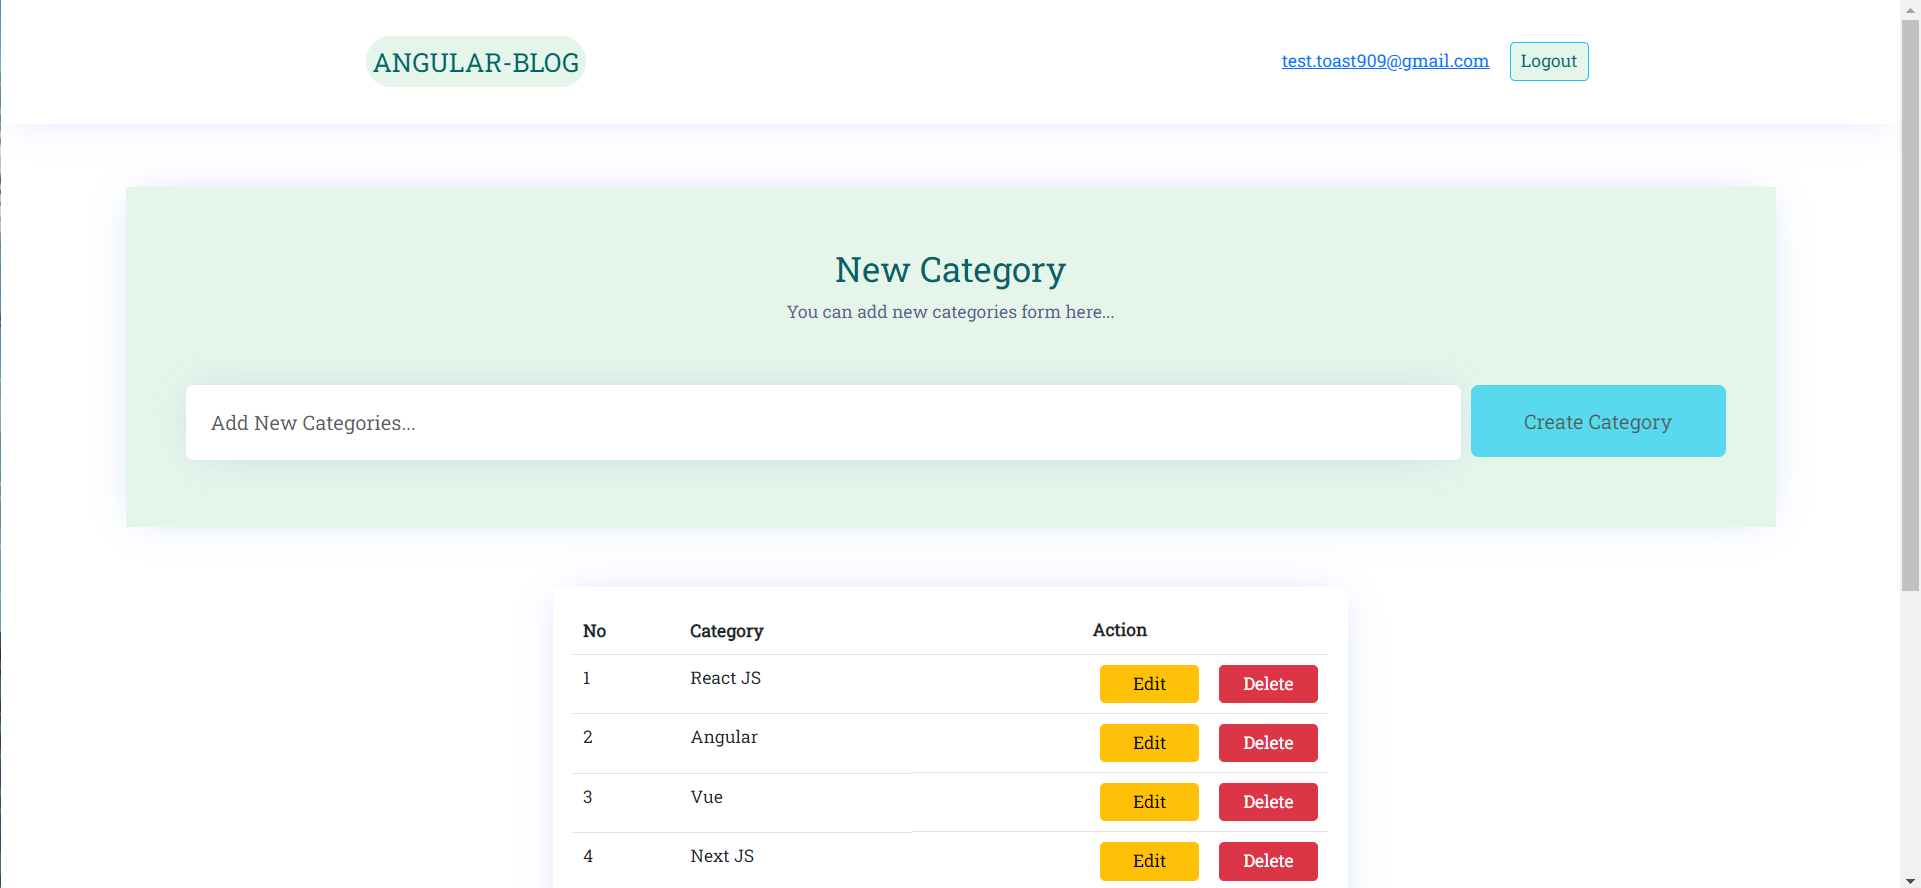 ANGULAR-BLOG
test.toast909@gmail.com Logout
New Category
You can add new categories form here...
Add New Categories... Create Category
No Category Action
1 React JS Edit Delete
2 Angular Edit Delete
3 Vue Edit Delete
4 Next JS Edit Delete